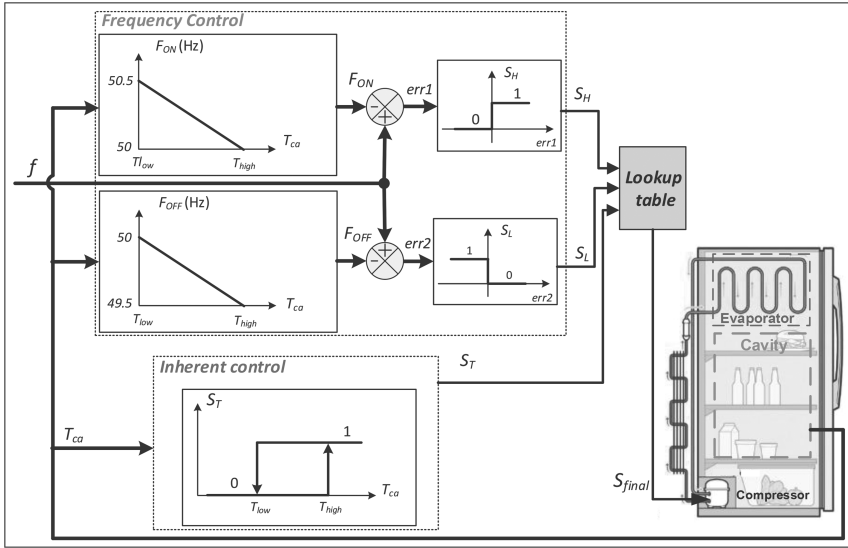 Frequency Control
F_ON (Hz)
50.5
50
Tl_ow
T_high
T_ca
F_ON
-
+
err1
S_H
1
0
err1
S_H
f
F_OFF (Hz)
50
49.5
T_low
T_high
T_ca
F_OFF
+
-
err2
S_L
1
0
err2
S_L
Lookup
table
Inherent control
S_T
S_T
1
0
T_low
T_high
T_ca
T_ca
Evaporator
Cavity
S_final
Compressor